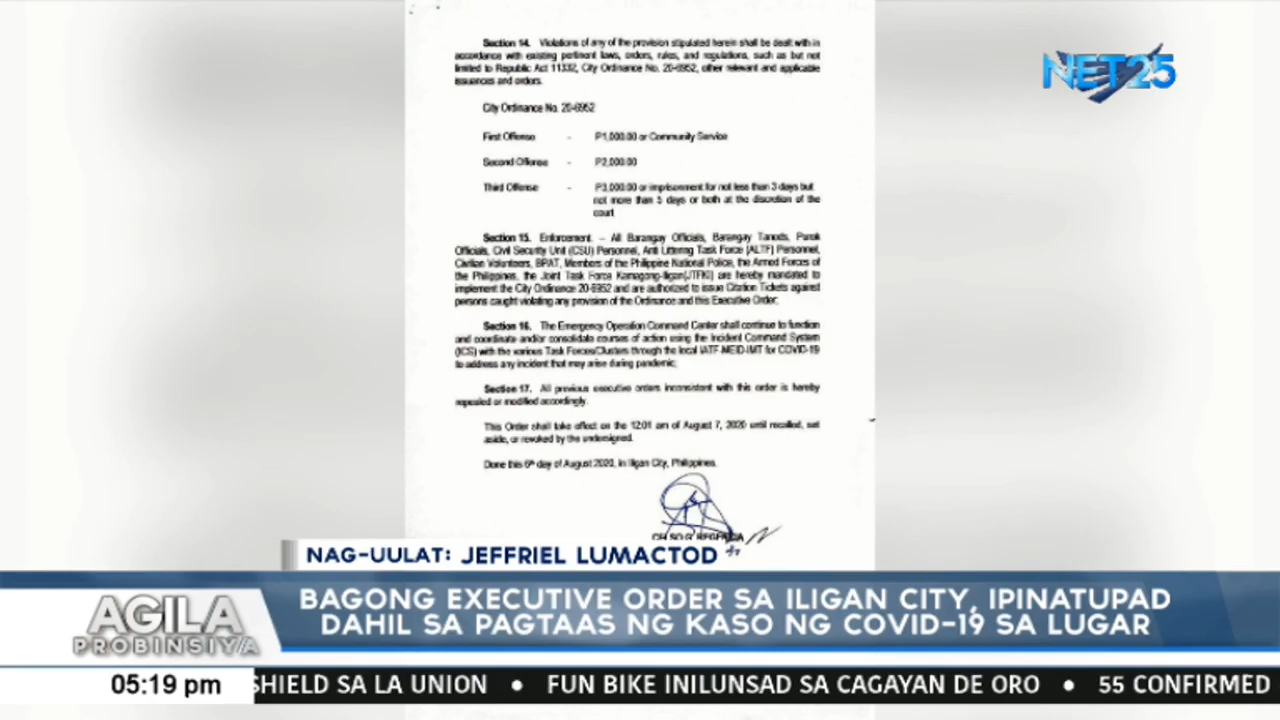 Section 14. Violations of any of the provision stipulated herein shall be dealt with in
accordance with existing pertinent laws, orders, rules, and regulations, such as but not
limited to Republic Act 11332, City Ordinance No. 20-6952, other relevant and applicable
issuances and orders.
City Ordinance No. 20-6952
First Offense - P1,000.00 or Community Service
Second Offense - P2,000.00
Third Offense - P3,000.00 or imprisonment for not less than 3 days but
not more than 5 days or both at the discretion of the
court
Section 15. Enforcement. – All Barangay Officials, Barangay Tanods, Purok
Officials, Civil Security Unit (CSU) Personnel, Anti Littering Task Force (ALTF) Personnel,
Civilian Volunteers, BPAT, Members of the Philippine National Police, the Armed Forces of
the Philippines, the Joint Task Force Kamagong-Iligan(JTFKI) are hereby mandated to
implement the City Ordinance 20-6952 and are authorized to issue Citation Tickets against
persons caught violating any provision of the Ordinance and this Executive Order;
Section 16. The Emergency Operation Command Center shall continue to function
and coordinate and/or consolidate courses of action using the Incident Command System
(ICS) with the various Task Forces/Clusters through the local IATF-MEID-IMT for COVID-19
to address any incident that may arise during pandemic;
Section 17. All previous executive orders inconsistent with this order is hereby
repealed or modified accordingly.
This Order shall take effect on the 12:01 am of August 7, 2020 until recalled, set
aside, or revoked by the undersigned.
Done this 6th day of August 2020, in Iligan City, Philippines.
NET25
NAG-UULAT: JEFFRIEL LUMACTOD
AGILA
PROBINSIYA
BAGONG EXECUTIVE ORDER SA ILIGAN CITY, IPINATUPAD
DAHIL SA PAGTAAS NG KASO NG COVID-19 SA LUGAR
05:19 pm SHIELD SA LA UNION • FUN BIKE INILUNSAD SA CAGAYAN DE ORO • 55 CONFIRMED